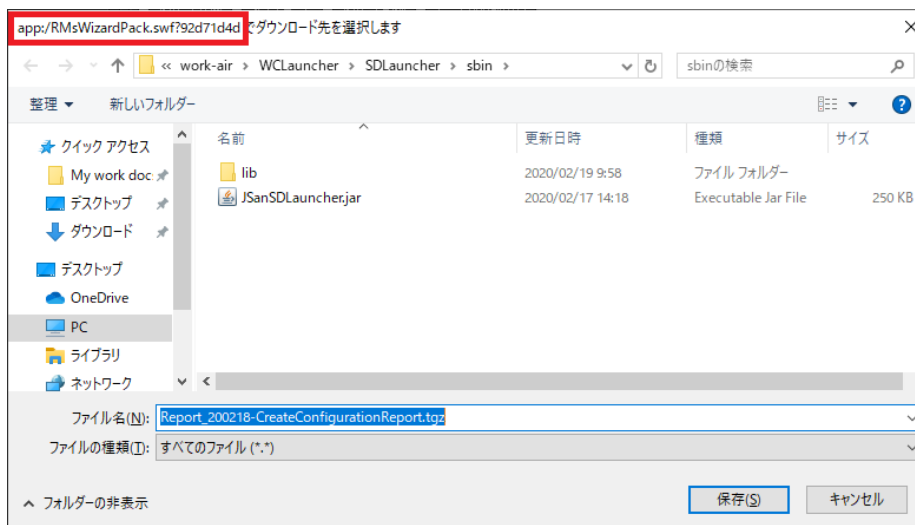 app:/RMsWizardPack.swf?92d71d4d でダウンロード先を選択します
« work-air › WCLauncher › SDLauncher › sbin ›
sbinの検索
整理 新しいフォルダー
名前 更新日時 種類 サイズ
クイック アクセス
My work doc
デスクトップ
ダウンロード
デスクトップ
OneDrive
PC
ライブラリ
ネットワーク
lib 2020/02/19 9:58 ファイル フォルダー
JSanSDLauncher.jar 2020/02/17 14:18 Executable Jar File 250 KB
ファイル名(N): Report_200218-CreateConfigurationReport.tgz
ファイルの種類(T): すべてのファイル (*.*)
フォルダーの非表示
保存(S) キャンセル